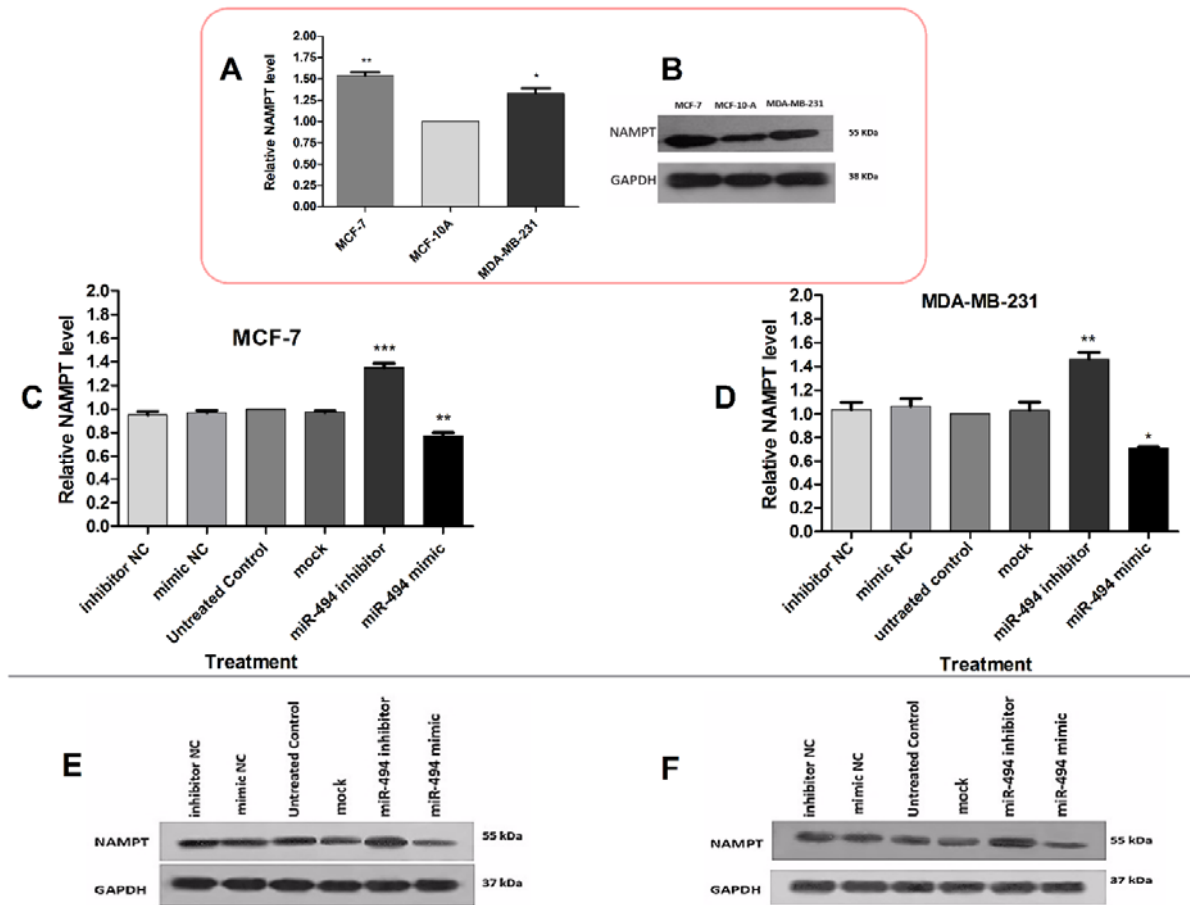 A
Relative NAMPT level
2.00
1.75
1.50
1.25
1.00
0.75
0.50
0.25
0.00
**
*
MCF-7
MCF-10A
MDA-MB-231
B
MCF-7 MCF-10-A MDA-MB-231
NAMPT
55 KDa
GAPDH
38 KDa
C
MCF-7
Relative NAMPT level
2.0
1.8
1.6
1.4
1.2
1.0
0.8
0.6
0.4
0.2
0.0
***
**
inhibitor NC
mimic NC
Untreated Control
mock
miR-494 inhibitor
miR-494 mimic
Treatment
D
MDA-MB-231
Relative NAMPT level
2.0
1.8
1.6
1.4
1.2
1.0
0.8
0.6
0.4
0.2
0.0
**
*
inhibitor NC
mimic NC
untraeted control
mock
miR-494 inhibitor
miR-494 mimic
Treatment
E
inhibitor NC
mimic NC
Untreated Control
mock
miR-494 inhibitor
miR-494 mimic
NAMPT
55 kDa
GAPDH
37 kDa
F
inhibitor NC
mimic NC
Untreated Control
mock
miR-494 inhibitor
miR-494 mimic
NAMPT
55 kDa
GAPDH
37 kDa